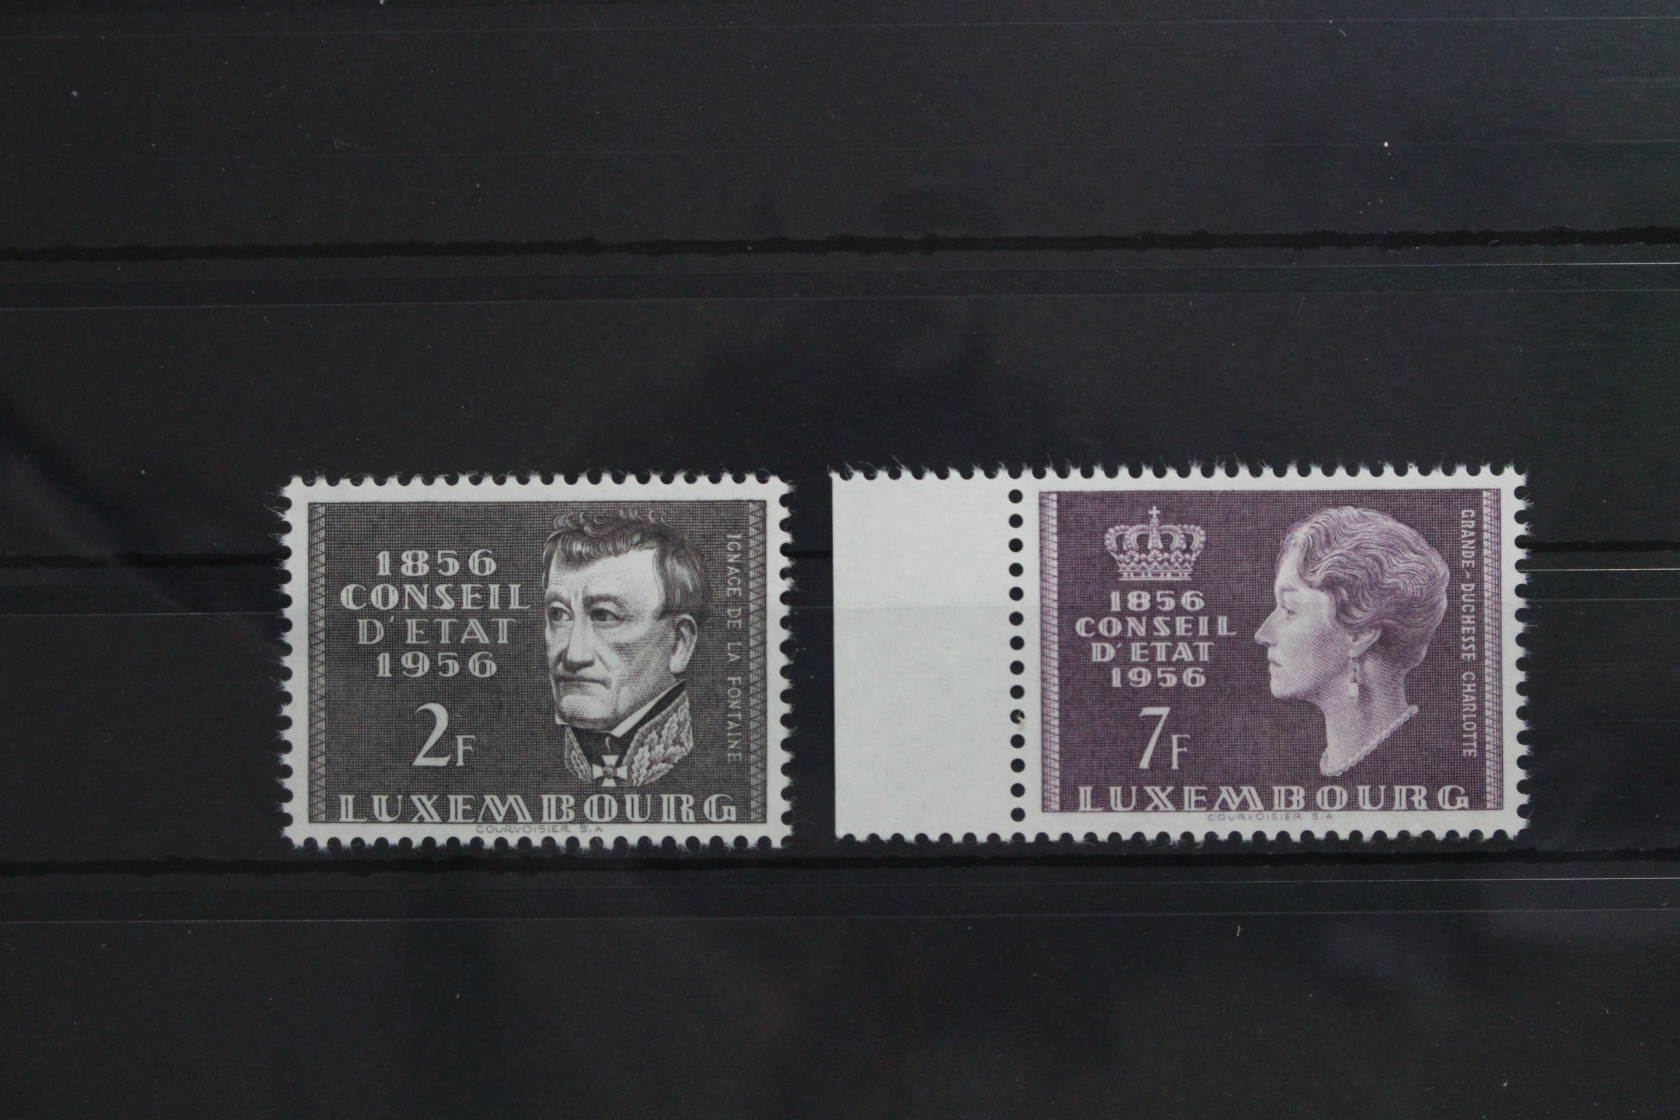 1856
CONSEIL
D'ETAT
1956
2F
IGNACE DE LA FONTAINE
LUXEMBOURG
COURVOISIER S.A
1856
CONSEIL
D'ETAT
1956
7F
GRANDE-DUCHESSE CHARLOTTE
LUXEMBOURG
COURVOISIER S.A